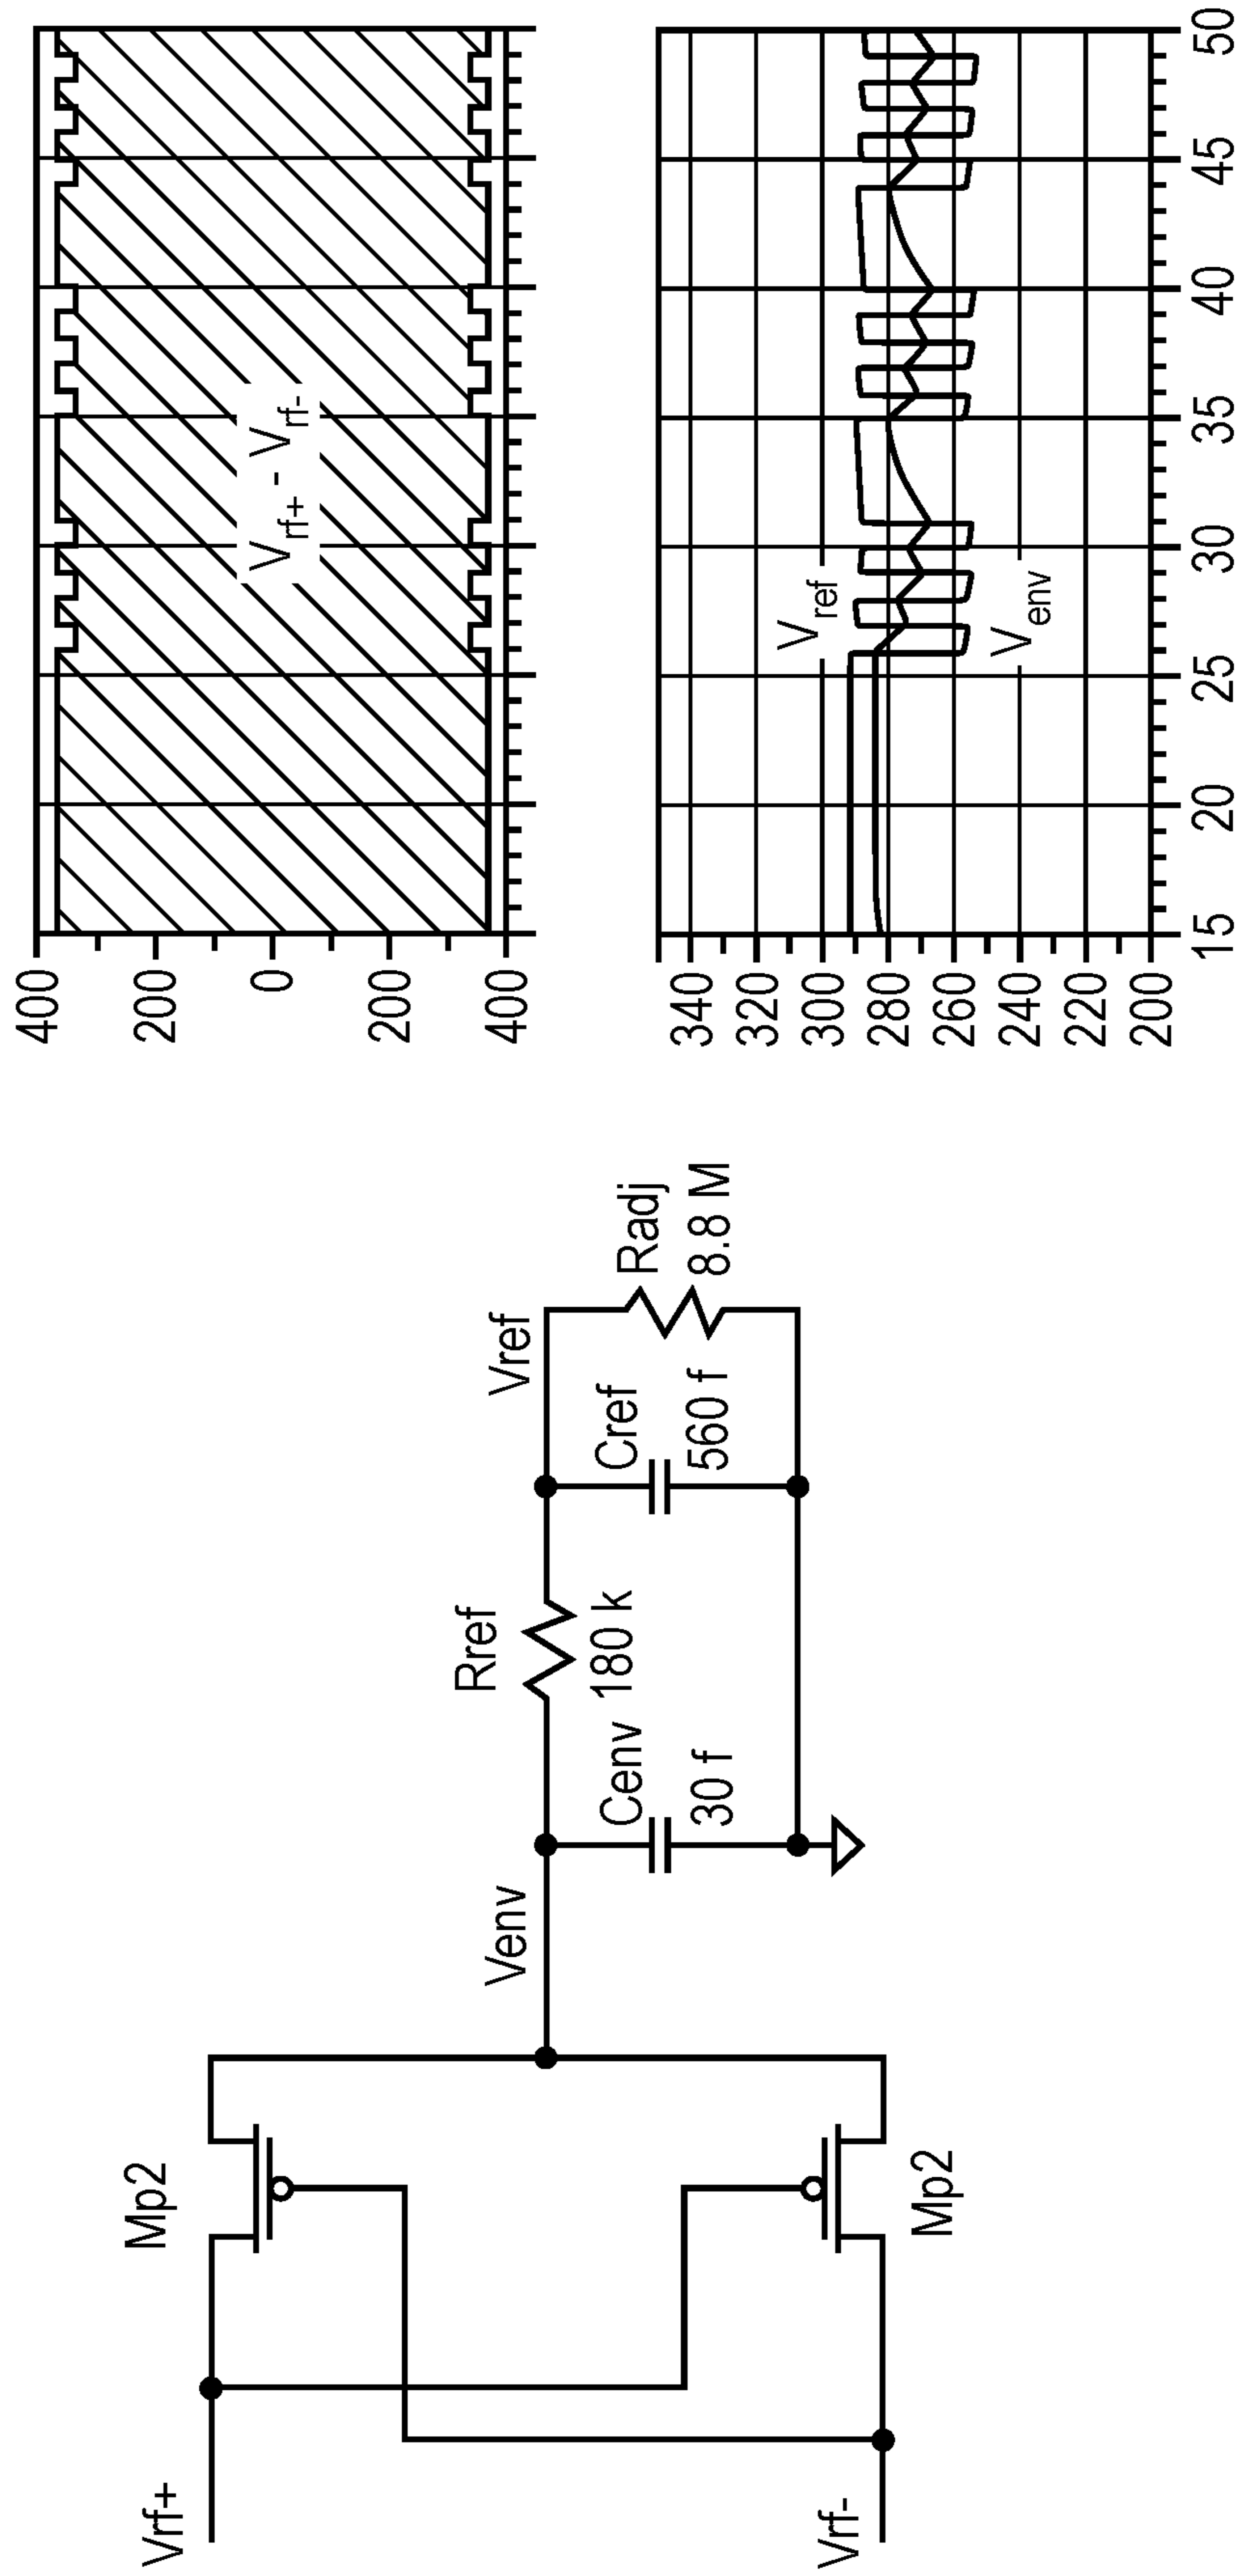 Vrf+
Mp2
Vrf-
Mp2
Venv
Cenv
30 f
Rref
180 k
Cref
560 f
Vref
Radj
8.8 M
400
200
0
200
400
Vrf+ - Vrf-
340
320
300
280
260
240
220
200
Vref
Venv
15
20
25
30
35
40
45
50